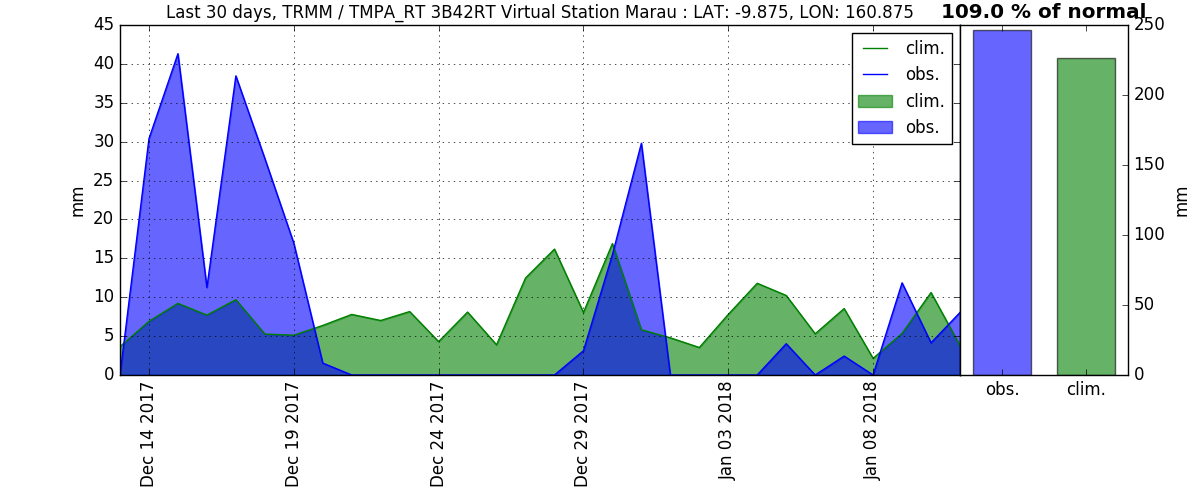 Last 30 days, TRMM / TMPA_RT 3B42RT Virtual Station Marau : LAT: -9.875, LON: 160.875
109.0 % of normal
45
40
35
30
25
20
15
10
5
0
mm
clim.
obs.
clim.
obs.
Dec 14 2017
Dec 19 2017
Dec 24 2017
Dec 29 2017
Jan 03 2018
Jan 08 2018
250
200
150
100
50
0
mm
obs.
clim.